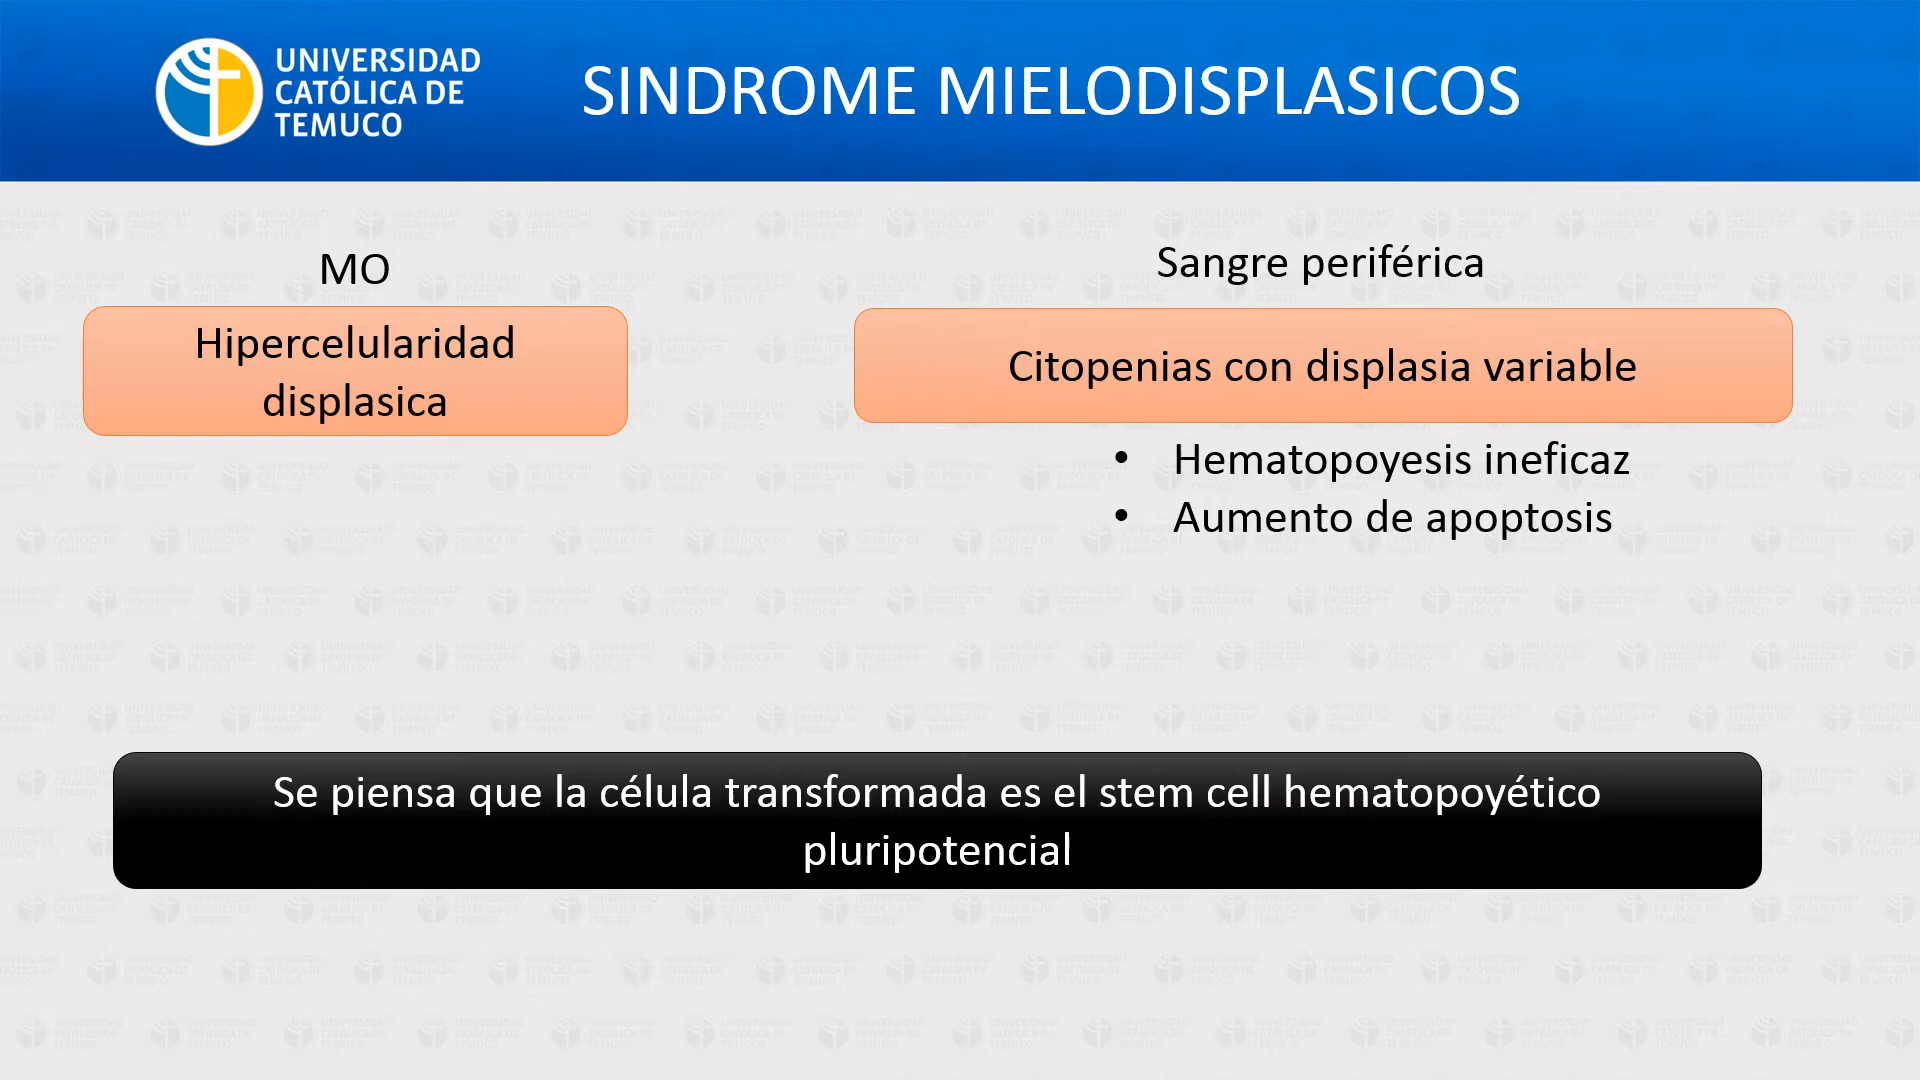 UNIVERSIDAD
CATÓLICA DE
TEMUCO
SINDROME MIELODISPLASICOS
MO
Hipercelularidad
displasica
Sangre periférica
Citopenias con displasia variable
• Hematopoyesis ineficaz
• Aumento de apoptosis
Se piensa que la célula transformada es el stem cell hematopoyético
pluripotencial